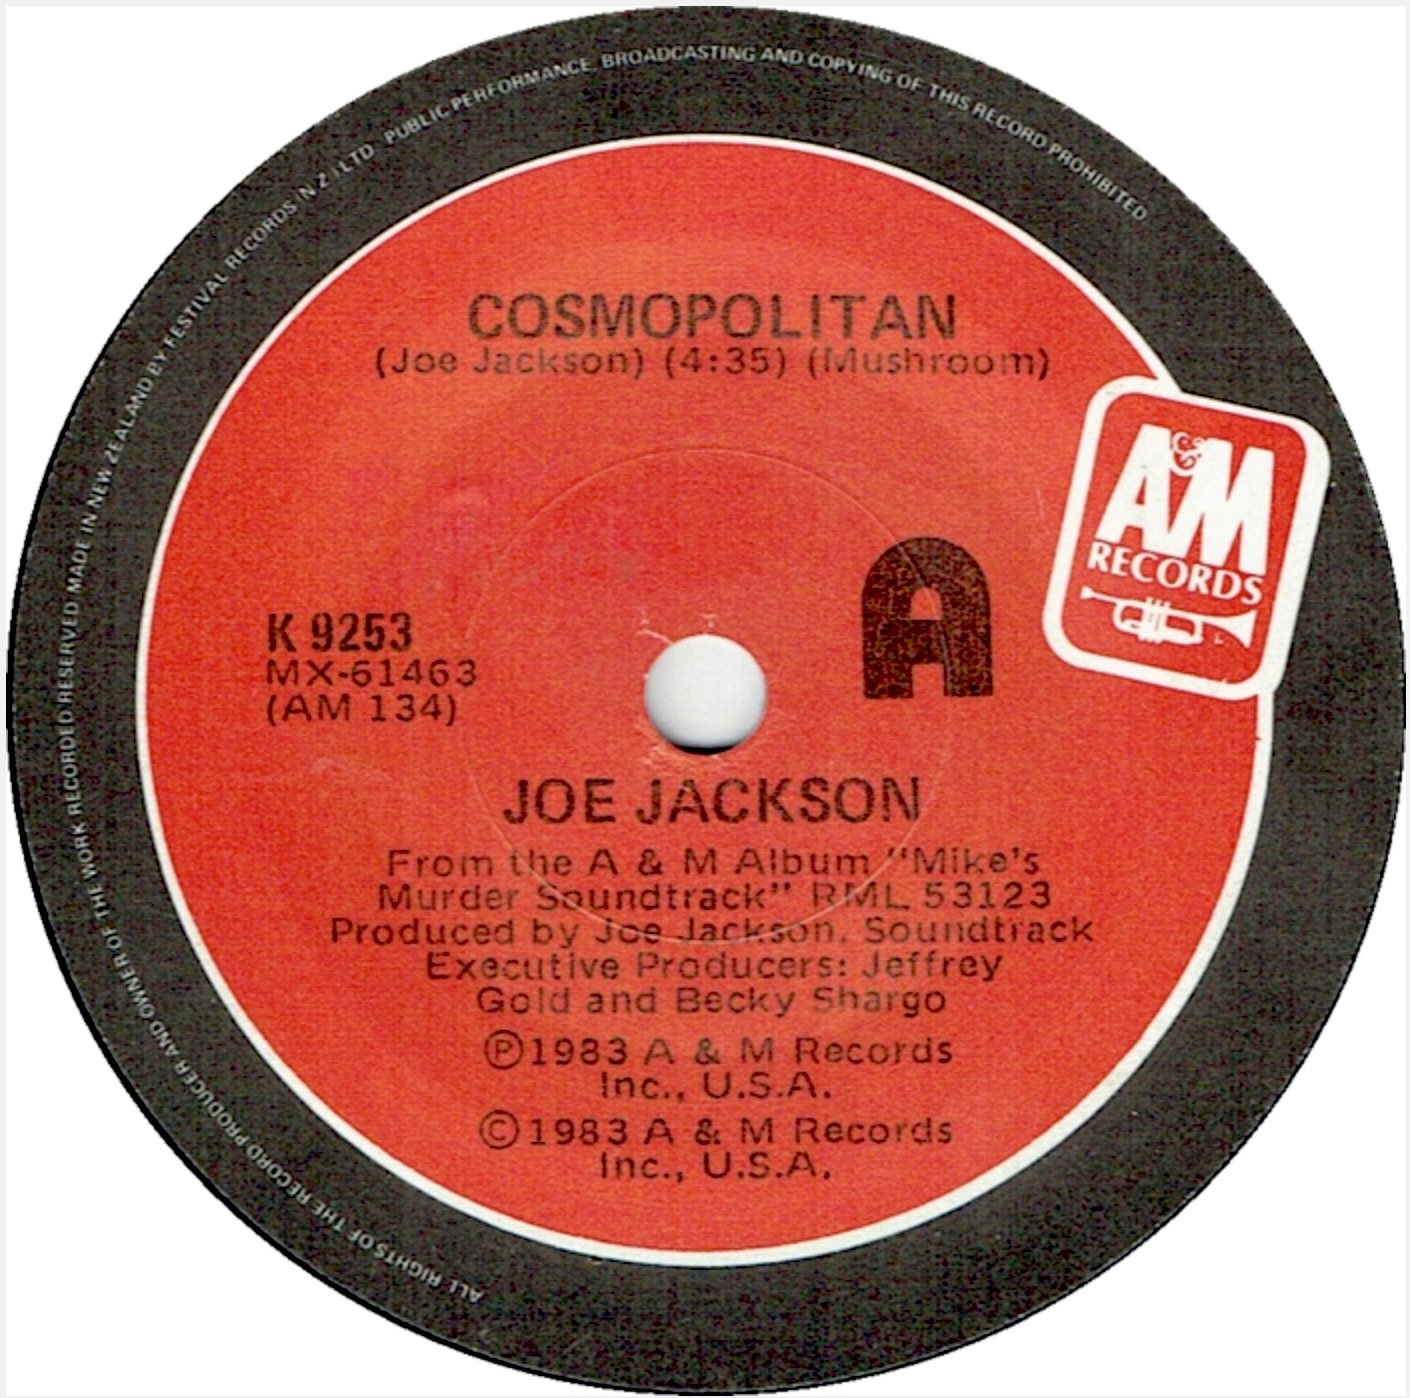 ALL RIGHTS OF THE RECORD PRODUCER AND OWNER OF THE WORK RECORDED RESERVED MADE IN NEW ZEALAND BY FESTIVAL RECORDS (N.Z.) LTD. PUBLIC PERFORMANCE BROADCASTING AND COPYING OF THIS RECORD PROHIBITED
COSMOPOLITAN
(Joe Jackson) (4:35) (Mushroom)
A&M
RECORDS
A
K 9253
MX-61463
(AM 134)
JOE JACKSON
From the A & M Album "Mike's
Murder Soundtrack" RML 53123
Produced by Joe Jackson. Soundtrack
Executive Producers: Jeffrey
Gold and Becky Shargo
Ⓟ1983 A & M Records
Inc., U.S.A.
©1983 A & M Records
Inc., U.S.A.